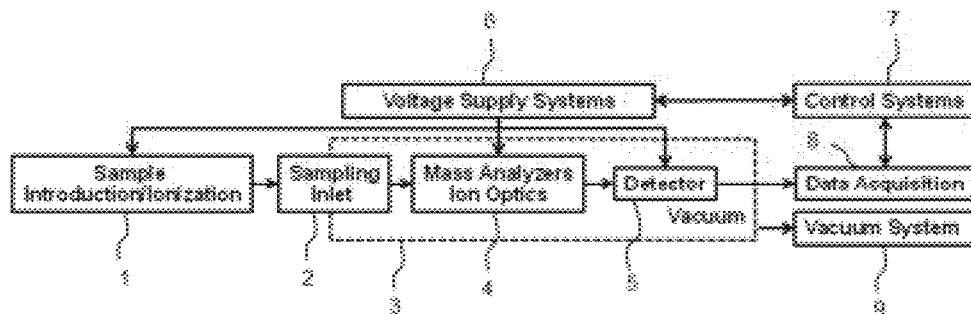 6
7
Voltage Supply Systems
Control Systems
8
Sample
Introduction/Ionization
Sampling
Inlet
Mass Analyzers
Ion Optics
Detector
Data Acquisition
Vacuum
Vacuum System
1
2
3
4
5
9